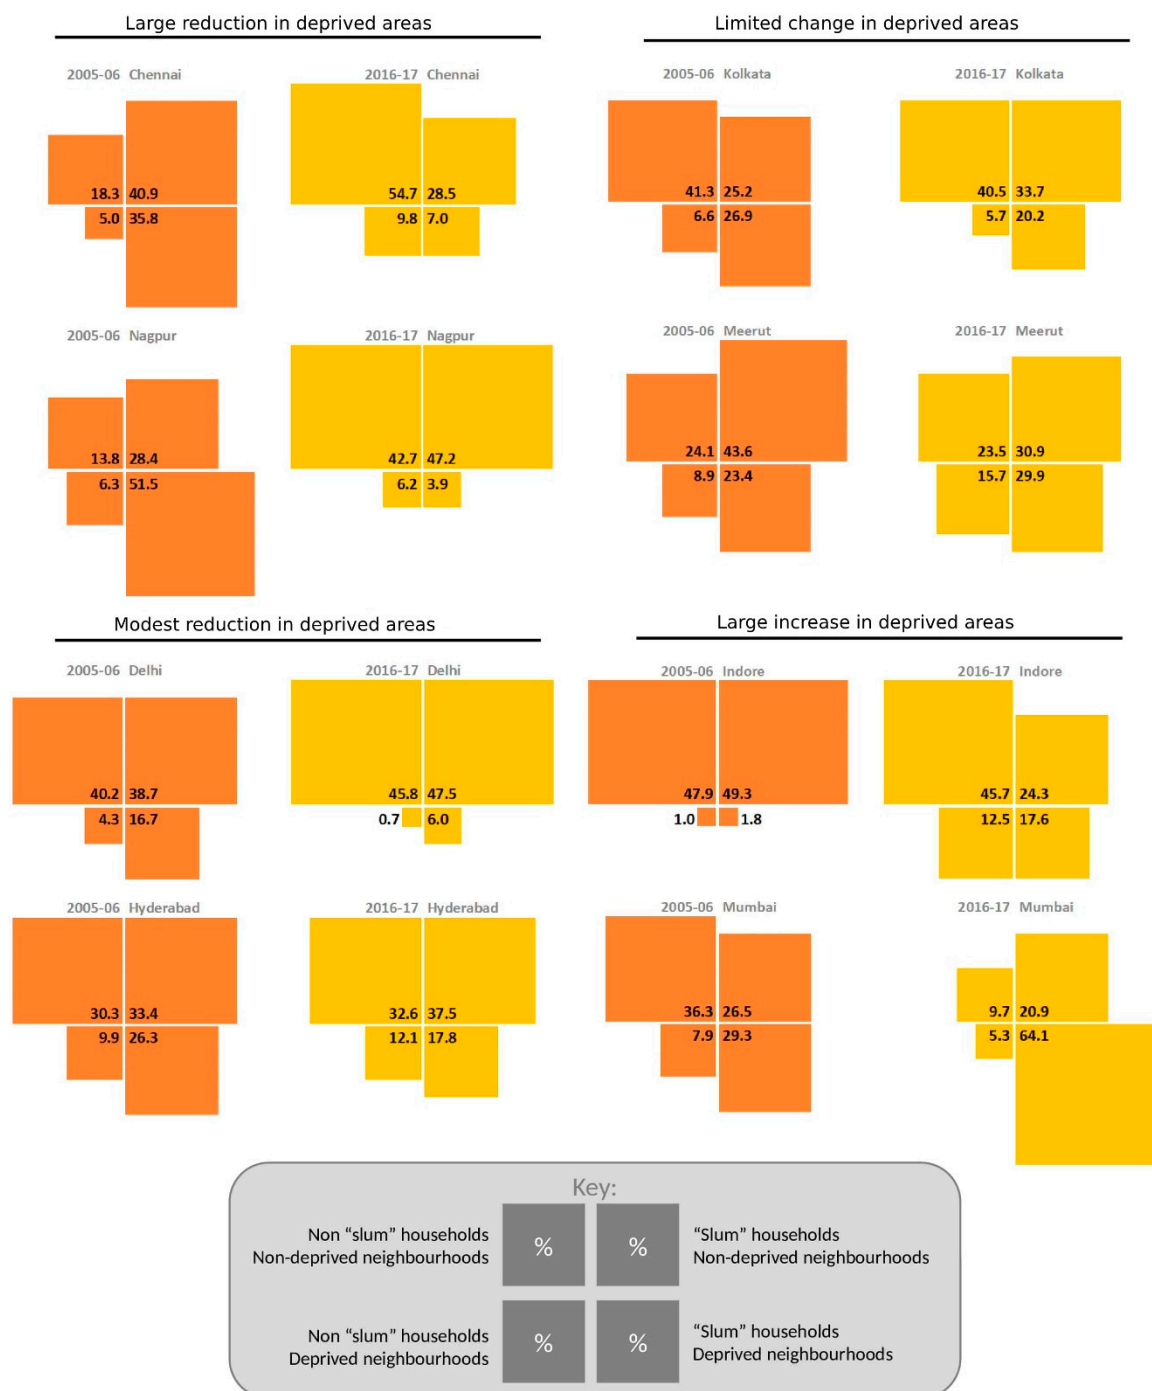 Large reduction in deprived areas
Limited change in deprived areas
2005-06 Chennai
2016-17 Chennai
2005-06 Kolkata
2016-17 Kolkata
18.3 40.9
5.0 35.8
54.7 28.5
9.8 7.0
41.3 25.2
6.6 26.9
40.5 33.7
5.7 20.2
2005-06 Nagpur
2016-17 Nagpur
2005-06 Meerut
2016-17 Meerut
13.8 28.4
6.3 51.5
42.7 47.2
6.2 3.9
24.1 43.6
8.9 23.4
23.5 30.9
15.7 29.9
Modest reduction in deprived areas
Large increase in deprived areas
2005-06 Delhi
2016-17 Delhi
2005-06 Indore
2016-17 Indore
40.2 38.7
4.3 16.7
45.8 47.5
0.7 6.0
47.9 49.3
1.0 1.8
45.7 24.3
12.5 17.6
2005-06 Hyderabad
2016-17 Hyderabad
2005-06 Mumbai
2016-17 Mumbai
30.3 33.4
9.9 26.3
32.6 37.5
12.1 17.8
36.3 26.5
7.9 29.3
9.7 20.9
5.3 64.1
Key:
Non “slum” households
Non-deprived neighbourhoods
%
%
“Slum” households
Non-deprived neighbourhoods
Non “slum” households
Deprived neighbourhoods
%
%
“Slum” households
Deprived neighbourhoods